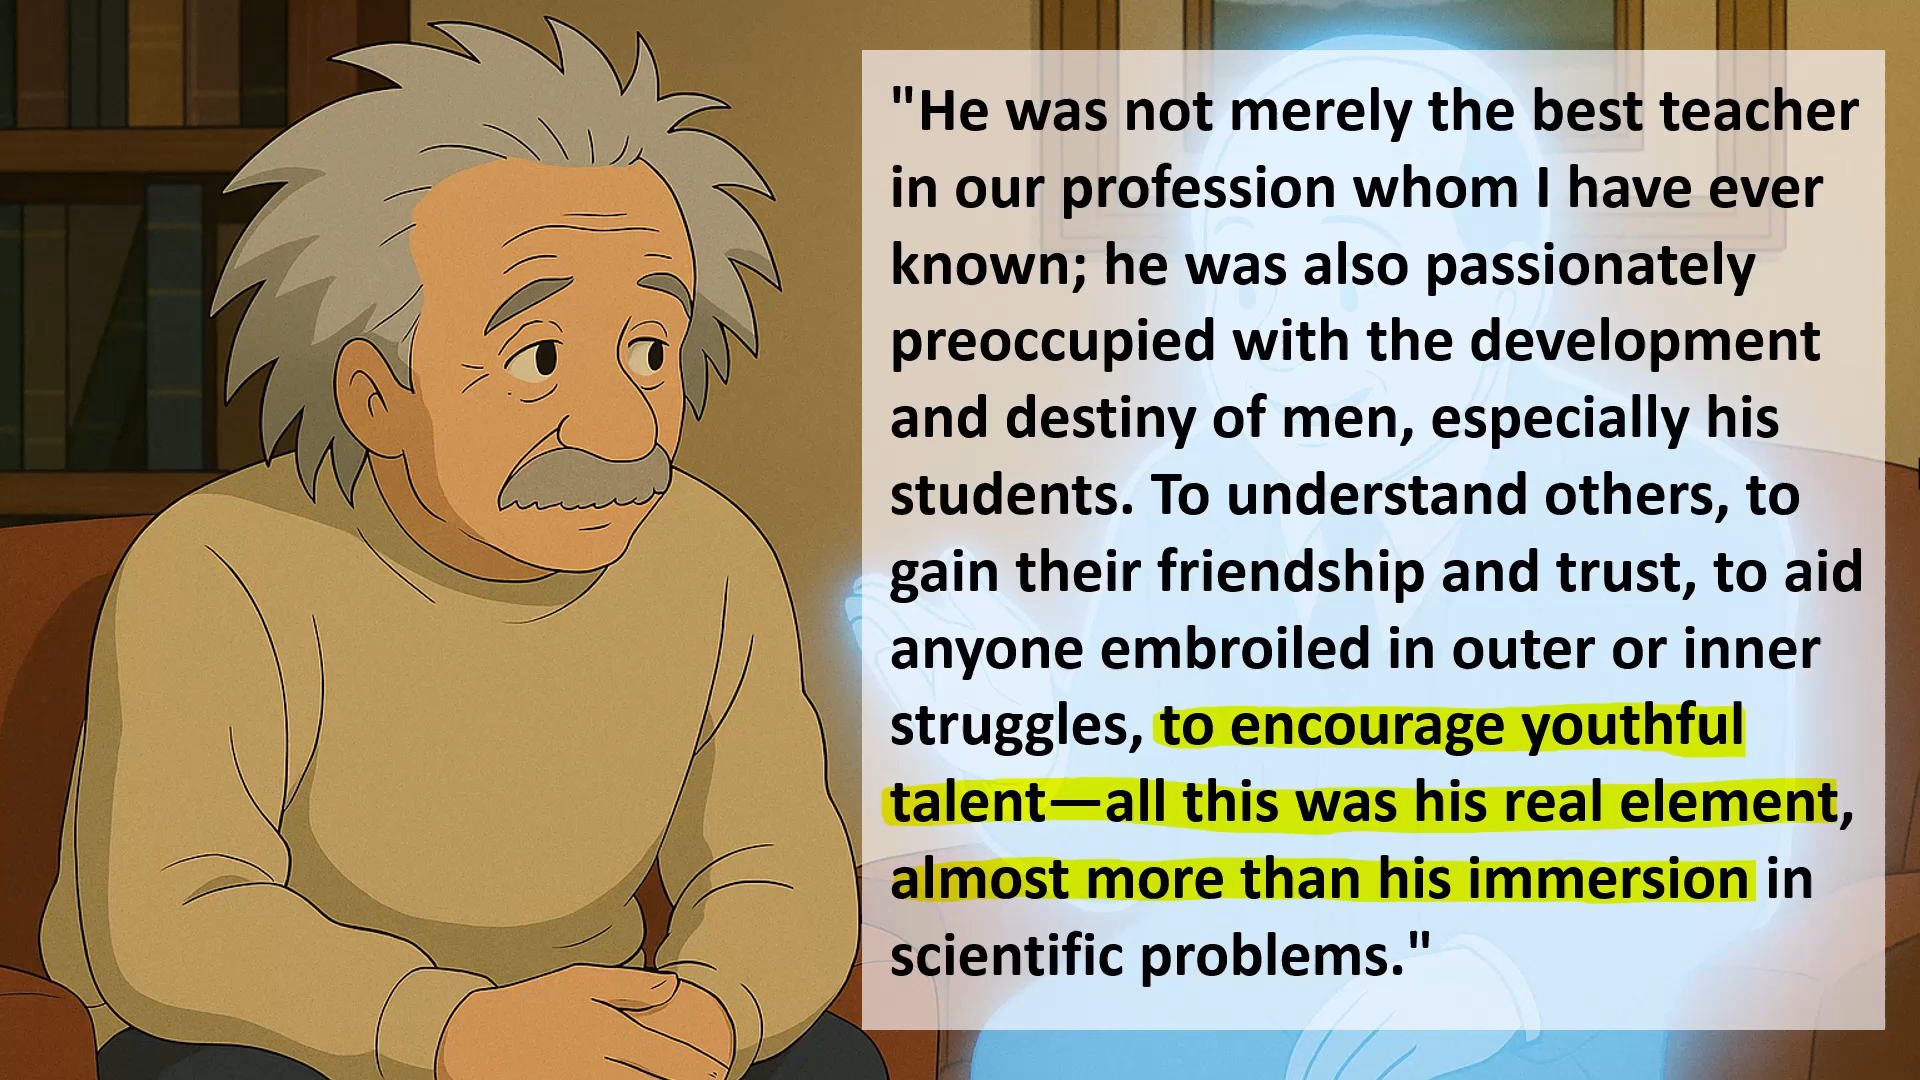 "He was not merely the best teacher
in our profession whom I have ever
known; he was also passionately
preoccupied with the development
and destiny of men, especially his
students. To understand others, to
gain their friendship and trust, to aid
anyone embroiled in outer or inner
struggles, to encourage youthful
talent—all this was his real element,
almost more than his immersion in
scientific problems."